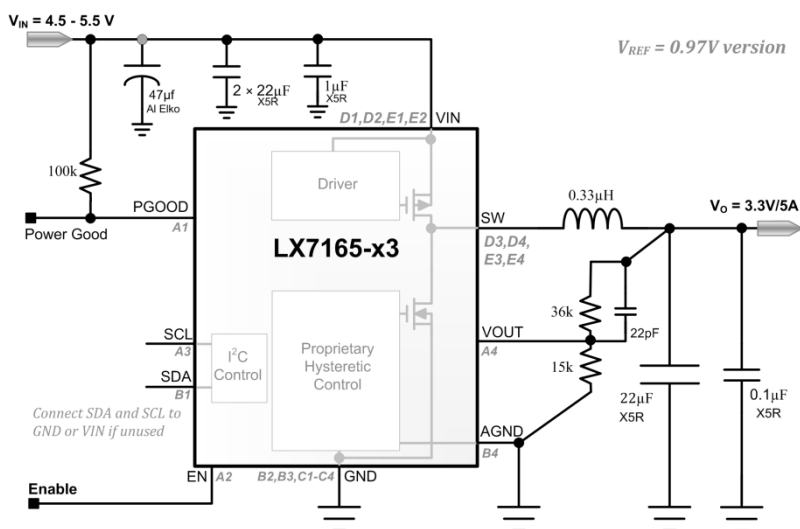 V_IN = 4.5 - 5.5 V
V_REF = 0.97V version
47µf
Al Elko
2 × 22µF
X5R
1µF
X5R
D1,D2,E1,E2
VIN
100k
Driver
0.33µH
V_O = 3.3V/5A
PGOOD
A1
Power Good
SW
D3,D4,
E3,E4
LX7165-x3
36k
22pF
SCL
A3
I²C
Control
Proprietary
Hysteretic
Control
VOUT
A4
15k
SDA
B1
22µF
X5R
0.1µF
X5R
Connect SDA and SCL to
GND or VIN if unused
AGND
B4
EN
A2
B2,B3,C1-C4
GND
Enable